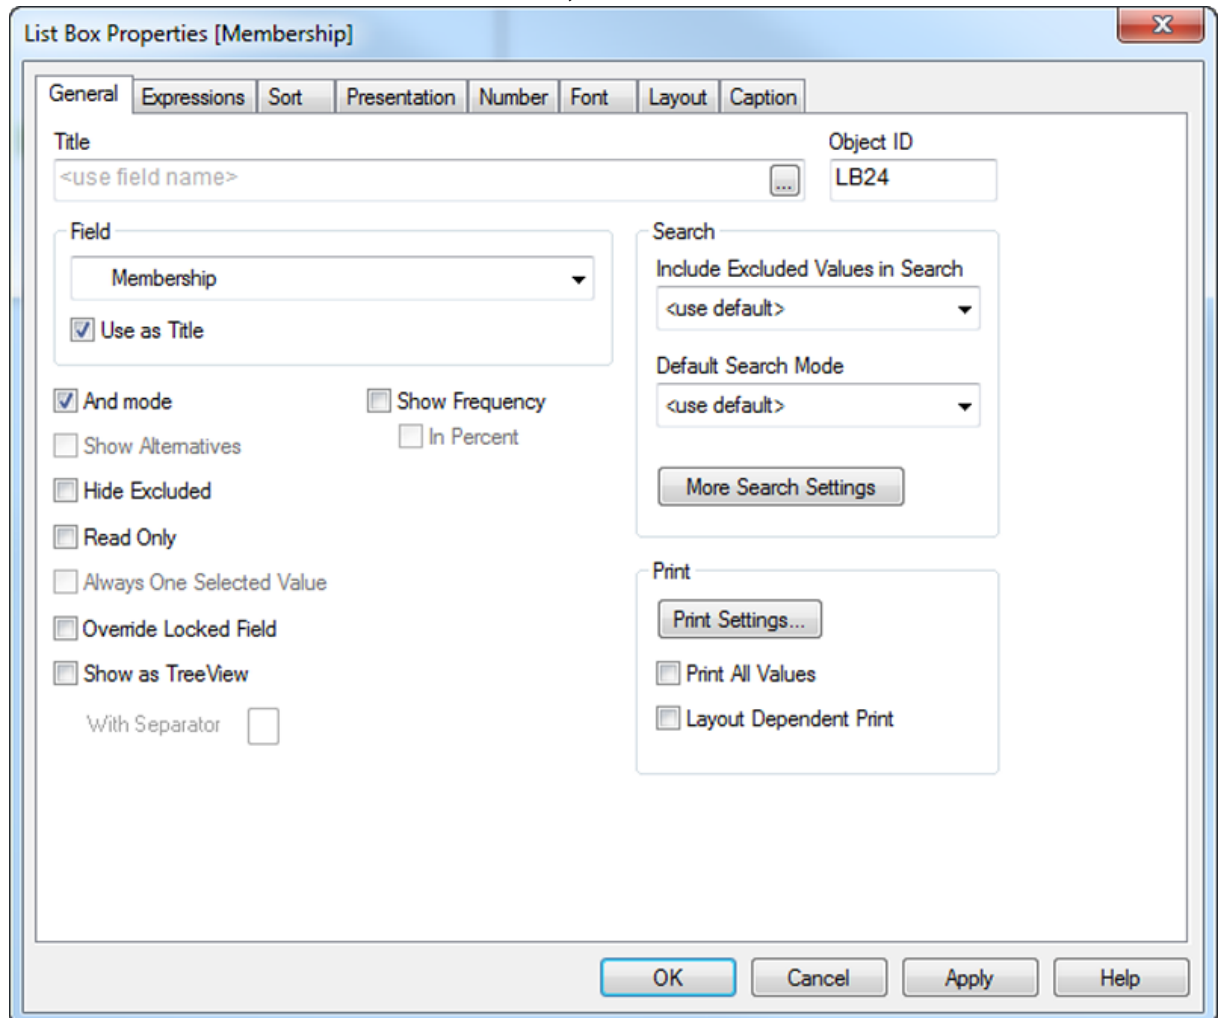 List Box Properties [Membership]
General Expressions Sort Presentation Number Font Layout Caption
Title
Object ID
<use field name>
...
LB24
Field
Membership
Use as Title
Search
Include Excluded Values in Search
<use default>
Default Search Mode
<use default>
More Search Settings
And mode
Show Frequency
Show Alternatives
In Percent
Hide Excluded
Read Only
Always One Selected Value
Override Locked Field
Show as TreeView
With Separator
Print
Print Settings...
Print All Values
Layout Dependent Print
OK Cancel Apply Help